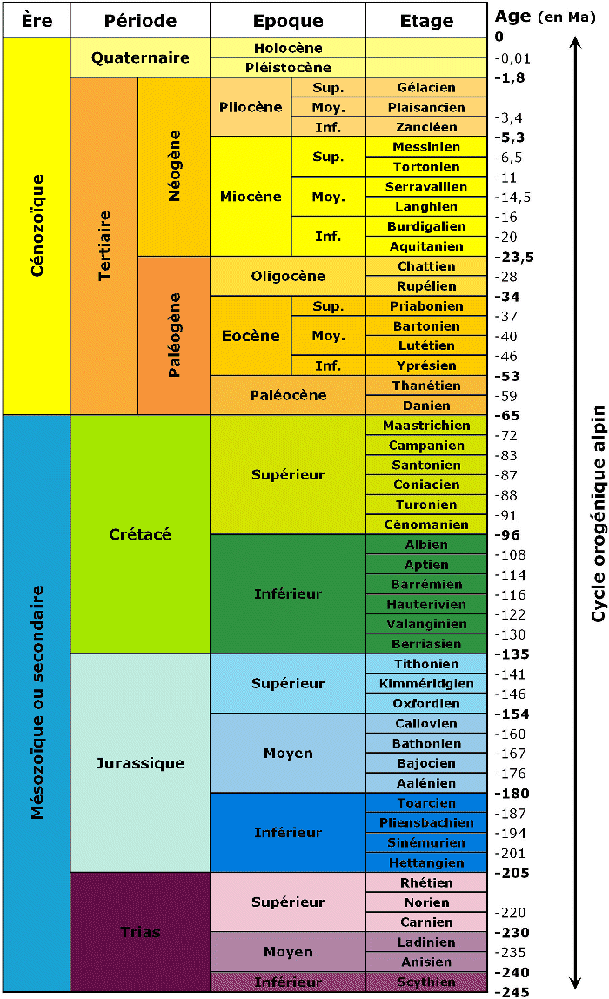 Ère Période Epoque Etage Age (en Ma)
0
Holocène
-0,01
Quaternaire
Pléistocène
-1,8
Sup. Gélacien
Pliocène Moy. Plaisancien
-3,4
Inf. Zancléen
-5,3
Messinien
Sup.
-6,5
Tortonien
-11
Néogène
Serravallien
Miocène Moy.
-14,5
Langhien
-16
Burdigalien
Inf.
-20
Aquitanien
-23,5
Cénozoïque
Tertiaire
Chattien
Oligocène
-28
Rupélien
-34
Sup. Priabonien
-37
Bartonien
Eocène Moy.
-40
Lutétien
-46
Paléogène
Inf. Yprésien
-53
Thanétien
Paléocène
-59
Danien
-65
Maastrichien
-72
Campanien
-83
Santonien
Supérieur
-87
Coniacien
-88
Turonien
-91
Cénomanien
-96
Crétacé
Albien
-108
Aptien
-114
Barrémien
Inférieur
-116
Hauterivien
-122
Valanginien
-130
Berriasien
-135
Tithonien
-141
Supérieur Kimméridgien
-146
Oxfordien
-154
Mésozoïque ou secondaire
Callovien
-160
Bathonien
Moyen
-167
Jurassique
Bajocien
-176
Aalénien
-180
Toarcien
-187
Pliensbachien
Inférieur
-194
Sinémurien
-201
Hettangien
-205
Rhétien
Supérieur Norien
-220
Carnien
-230
Trias
Ladinien
Moyen
-235
Anisien
-240
Inférieur Scythien
-245
Cycle orogénique alpin